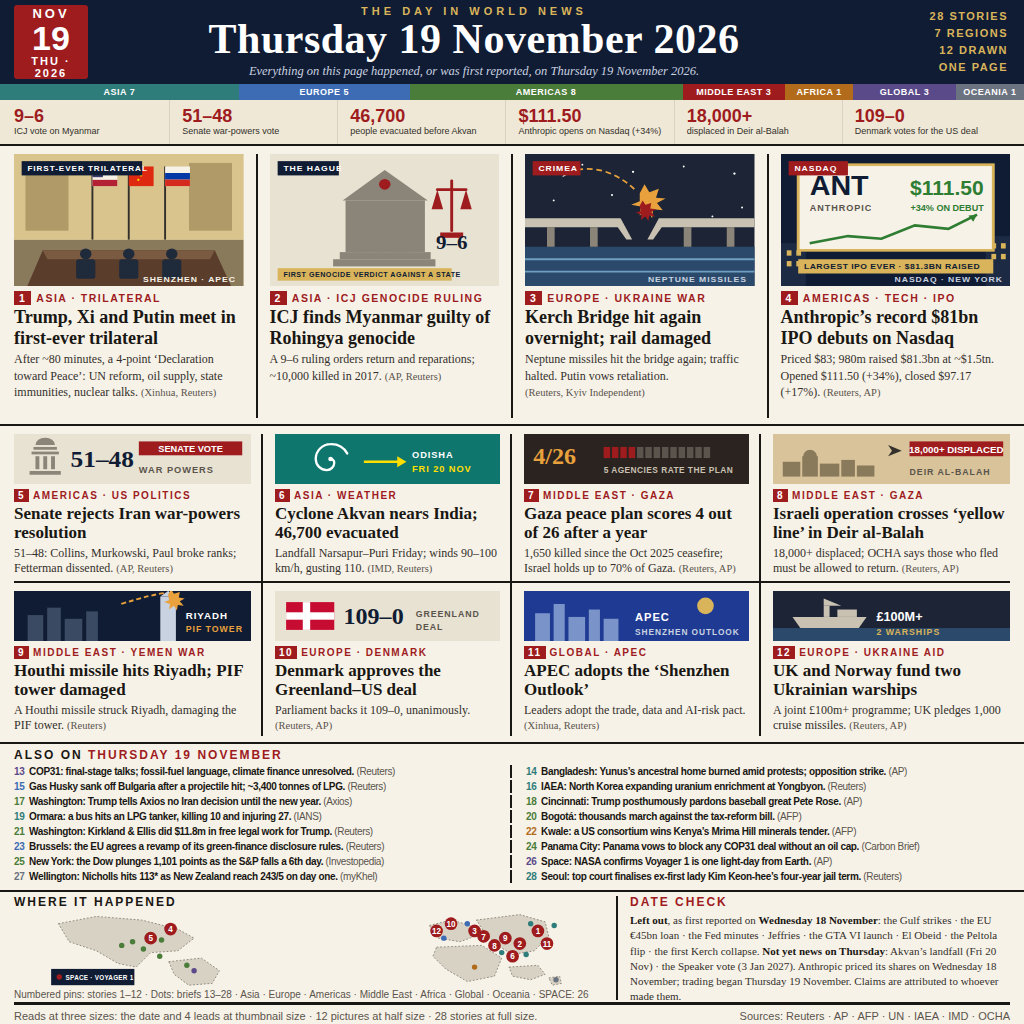 NOV
19
THU ·
2026
THE DAY IN WORLD NEWS
Thursday 19 November 2026
Everything on this page happened, or was first reported, on Thursday 19 November 2026.
28 STORIES
7 REGIONS
12 DRAWN
ONE PAGE
ASIA 7
EUROPE 5
AMERICAS 8
MIDDLE EAST 3
AFRICA 1
GLOBAL 3
OCEANIA 1
9–6
ICJ vote on Myanmar
51–48
Senate war-powers vote
46,700
people evacuated before Akvan
$111.50
Anthropic opens on Nasdaq (+34%)
18,000+
displaced in Deir al-Balah
109–0
Denmark votes for the US deal
FIRST-EVER TRILATERAL
SHENZHEN · APEC
1 ASIA · TRILATERAL
Trump, Xi and Putin meet in
first-ever trilateral
After ~80 minutes, a 4-point ‘Declaration
toward Peace’: UN reform, oil supply, state
immunities, nuclear talks. (Xinhua, Reuters)
THE HAGUE
9–6
FIRST GENOCIDE VERDICT AGAINST A STATE
2 ASIA · ICJ GENOCIDE RULING
ICJ finds Myanmar guilty of
Rohingya genocide
A 9–6 ruling orders return and reparations;
~10,000 killed in 2017. (AP, Reuters)
CRIMEA
NEPTUNE MISSILES
3 EUROPE · UKRAINE WAR
Kerch Bridge hit again
overnight; rail damaged
Neptune missiles hit the bridge again; traffic
halted. Putin vows retaliation.
(Reuters, Kyiv Independent)
NASDAQ
ANT
ANTHROPIC
$111.50
+34% ON DEBUT
LARGEST IPO EVER · $81.3BN RAISED
NASDAQ · NEW YORK
4 AMERICAS · TECH · IPO
Anthropic’s record $81bn
IPO debuts on Nasdaq
Priced $83; 980m raised $81.3bn at ~$1.5tn.
Opened $111.50 (+34%), closed $97.17
(+17%). (Reuters, AP)
51–48
SENATE VOTE
WAR POWERS
5 AMERICAS · US POLITICS
Senate rejects Iran war-powers
resolution
51–48: Collins, Murkowski, Paul broke ranks;
Fetterman dissented. (AP, Reuters)
ODISHA
FRI 20 NOV
6 ASIA · WEATHER
Cyclone Akvan nears India;
46,700 evacuated
Landfall Narsapur–Puri Friday; winds 90–100
km/h, gusting 110. (IMD, Reuters)
4/26
5 AGENCIES RATE THE PLAN
7 MIDDLE EAST · GAZA
Gaza peace plan scores 4 out
of 26 after a year
1,650 killed since the Oct 2025 ceasefire;
Israel holds up to 70% of Gaza. (Reuters, AP)
18,000+ DISPLACED
DEIR AL-BALAH
8 MIDDLE EAST · GAZA
Israeli operation crosses ‘yellow
line’ in Deir al-Balah
18,000+ displaced; OCHA says those who fled
must be allowed to return. (Reuters, AP)
RIYADH
PIF TOWER
9 MIDDLE EAST · YEMEN WAR
Houthi missile hits Riyadh; PIF
tower damaged
A Houthi missile struck Riyadh, damaging the
PIF tower. (Reuters)
109–0
GREENLAND
DEAL
10 EUROPE · DENMARK
Denmark approves the
Greenland–US deal
Parliament backs it 109–0, unanimously.
(Reuters, AP)
APEC
SHENZHEN OUTLOOK
11 GLOBAL · APEC
APEC adopts the ‘Shenzhen
Outlook’
Leaders adopt the trade, data and AI-risk pact.
(Xinhua, Reuters)
£100M+
2 WARSHIPS
12 EUROPE · UKRAINE AID
UK and Norway fund two
Ukrainian warships
A joint £100m+ programme; UK pledges 1,000
cruise missiles. (Reuters, AP)
ALSO ON THURSDAY 19 NOVEMBER
13 COP31: final-stage talks; fossil-fuel language, climate finance unresolved. (Reuters)
14 Bangladesh: Yunus’s ancestral home burned amid protests; opposition strike. (AP)
15 Gas Husky sank off Bulgaria after a projectile hit; ~3,400 tonnes of LPG. (Reuters)
16 IAEA: North Korea expanding uranium enrichment at Yongbyon. (Reuters)
17 Washington: Trump tells Axios no Iran decision until the new year. (Axios)
18 Cincinnati: Trump posthumously pardons baseball great Pete Rose. (AP)
19 Ormara: a bus hits an LPG tanker, killing 10 and injuring 27. (IANS)
20 Bogotá: thousands march against the tax-reform bill. (AFP)
21 Washington: Kirkland & Ellis did $11.8m in free legal work for Trump. (Reuters)
22 Kwale: a US consortium wins Kenya’s Mrima Hill minerals tender. (AFP)
23 Brussels: the EU agrees a revamp of its green-finance disclosure rules. (Reuters)
24 Panama City: Panama vows to block any COP31 deal without an oil cap. (Carbon Brief)
25 New York: the Dow plunges 1,101 points as the S&P falls a 6th day. (Investopedia)
26 Space: NASA confirms Voyager 1 is one light-day from Earth. (AP)
27 Wellington: Nicholls hits 113* as New Zealand reach 243/5 on day one. (myKhel)
28 Seoul: top court finalises ex-first lady Kim Keon-hee’s four-year jail term. (Reuters)
WHERE IT HAPPENED
4
5
SPACE · VOYAGER 1
12
10
3
7
8
9
2
6
1
11
Numbered pins: stories 1–12 · Dots: briefs 13–28 · Asia · Europe · Americas · Middle East · Africa · Global · Oceania · SPACE: 26
DATE CHECK
Left out, as first reported on Wednesday 18 November: the Gulf strikes · the EU
€45bn loan · the Fed minutes · Jeffries · the GTA VI launch · El Obeid · the Peltola
flip · the first Kerch collapse. Not yet news on Thursday: Akvan’s landfall (Fri 20
Nov) · the Speaker vote (3 Jan 2027). Anthropic priced its shares on Wednesday 18
November; trading began Thursday 19 November. Claims are attributed to whoever
made them.
Reads at three sizes: the date and 4 leads at thumbnail size · 12 pictures at half size · 28 stories at full size.
Sources: Reuters · AP · AFP · UN · IAEA · IMD · OCHA